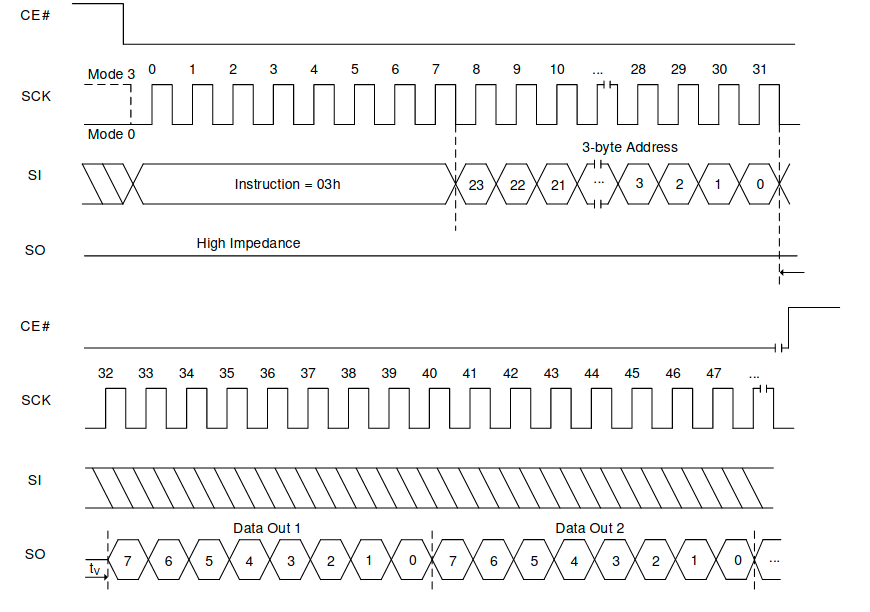 CE#
Mode 3 0 1 2 3 4 5 6 7 8 9 10 ... 28 29 30 31
SCK
Mode 0
3-byte Address
SI Instruction = 03h 23 22 21 ... 3 2 1 0
High Impedance
SO
CE#
32 33 34 35 36 37 38 39 40 41 42 43 44 45 46 47 ...
SCK
SI
Data Out 1 Data Out 2
SO
tV 7 6 5 4 3 2 1 0 7 6 5 4 3 2 1 0 ...